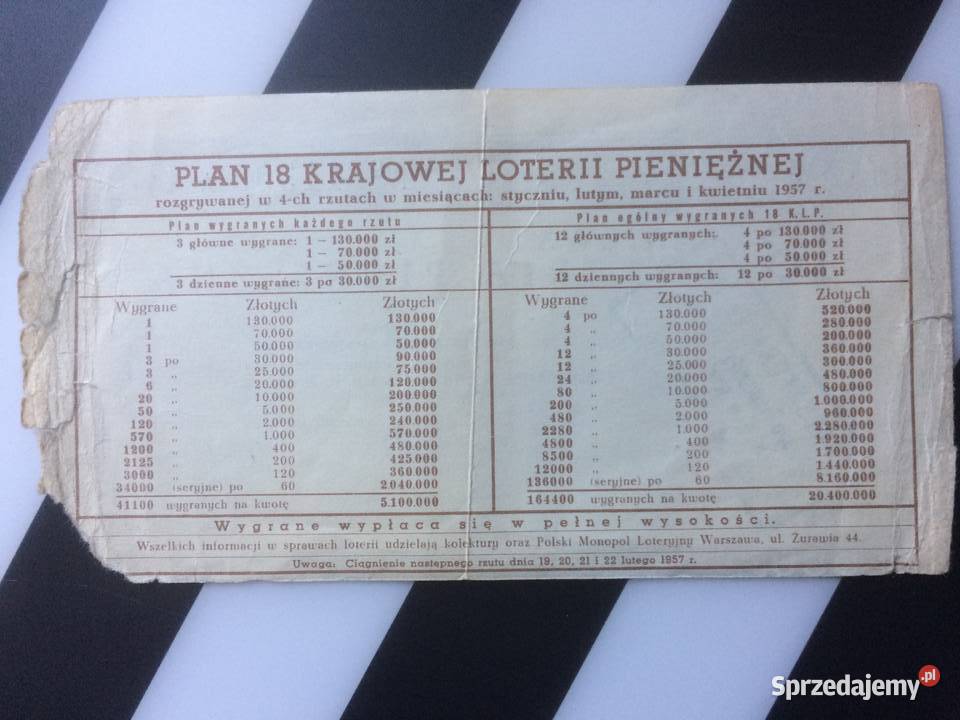 PLAN 18 KRAJOWEJ LOTERII PIENIĘŻNEJ
rozgrywanej w 4-ch rzutach w miesiącach: styczniu, lutym, marcu i kwietniu 1957 r.
Plan wygranych każdego rzutu
3 główne wygrane: 1 — 130.000 zł
1 — 70.000 zł
1 — 50.000 zł
3 dzienne wygrane: 3 po 30.000 zł
Wygrane Złotych Złotych
1 130.000 130.000
1 70.000 70.000
1 50.000 50.000
3 po 30.000 90.000
3 „ 25.000 75.000
6 „ 20.000 120.000
20 „ 10.000 200.000
50 „ 5.000 250.000
120 „ 2.000 240.000
570 „ 1.000 570.000
1200 „ 400 480.000
2125 „ 200 425.000
3000 „ 120 360.000
34000 (seryjne) po 60 2.040.000
41100 wygranych na kwotę 5.100.000
Plan ogólny wygranych 18 K.L.P.
12 głównych wygranych: 4 po 130.000 zł
4 po 70.000 zł
4 po 50.000 zł
12 dziennych wygranych: 12 po 30.000 zł
Wygrane Złotych Złotych
4 po 130.000 520.000
4 „ 70.000 280.000
4 „ 50.000 200.000
12 „ 30.000 360.000
12 „ 25.000 300.000
24 „ 20.000 480.000
80 „ 10.000 800.000
200 „ 5.000 1.000.000
480 „ 2.000 960.000
2280 „ 1.000 2.280.000
4800 „ 400 1.920.000
8500 „ 200 1.700.000
12000 „ 120 1.440.000
136000 (seryjne) po 60 8.160.000
164400 wygranych na kwotę 20.400.000
Wygrane wypłaca się w pełnej wysokości.
Wszelkich informacji w sprawach loterii udzielają kolektury oraz Polski Monopol Loteryjny Warszawa, ul. Żurawia 44.
Uwaga: Ciągnienie następnego rzutu dnia 19, 20, 21 i 22 lutego 1957 r.
Sprzedajemy.pl